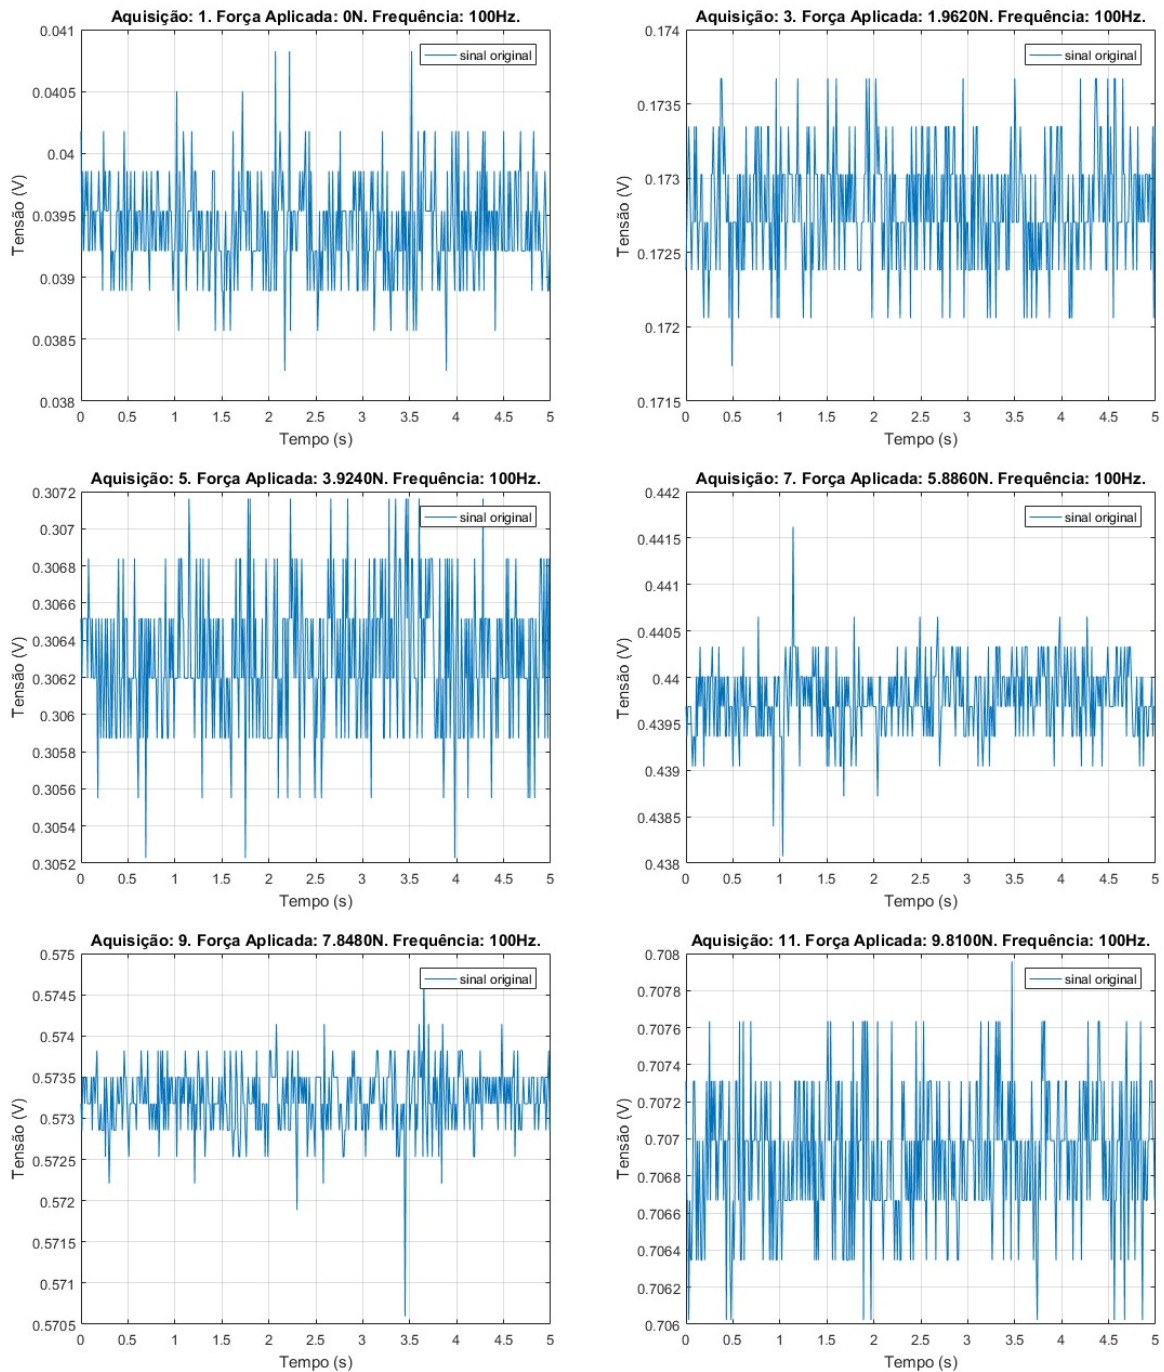 Aquisição: 1. Força Aplicada: 0N. Frequência: 100Hz.
sinal original
Tensão (V)
0.041
0.0405
0.04
0.0395
0.039
0.0385
0.038
0 0.5 1 1.5 2 2.5 3 3.5 4 4.5 5
Tempo (s)
Aquisição: 3. Força Aplicada: 1.9620N. Frequência: 100Hz.
sinal original
Tensão (V)
0.174
0.1735
0.173
0.1725
0.172
0.1715
0 0.5 1 1.5 2 2.5 3 3.5 4 4.5 5
Tempo (s)
Aquisição: 5. Força Aplicada: 3.9240N. Frequência: 100Hz.
sinal original
Tensão (V)
0.3072
0.307
0.3068
0.3066
0.3064
0.3062
0.306
0.3058
0.3056
0.3054
0.3052
0 0.5 1 1.5 2 2.5 3 3.5 4 4.5 5
Tempo (s)
Aquisição: 7. Força Aplicada: 5.8860N. Frequência: 100Hz.
sinal original
Tensão (V)
0.442
0.4415
0.441
0.4405
0.44
0.4395
0.439
0.4385
0.438
0 0.5 1 1.5 2 2.5 3 3.5 4 4.5 5
Tempo (s)
Aquisição: 9. Força Aplicada: 7.8480N. Frequência: 100Hz.
sinal original
Tensão (V)
0.575
0.5745
0.574
0.5735
0.573
0.5725
0.572
0.5715
0.571
0.5705
0 0.5 1 1.5 2 2.5 3 3.5 4 4.5 5
Tempo (s)
Aquisição: 11. Força Aplicada: 9.8100N. Frequência: 100Hz.
sinal original
Tensão (V)
0.708
0.7078
0.7076
0.7074
0.7072
0.707
0.7068
0.7066
0.7064
0.7062
0.706
0 0.5 1 1.5 2 2.5 3 3.5 4 4.5 5
Tempo (s)